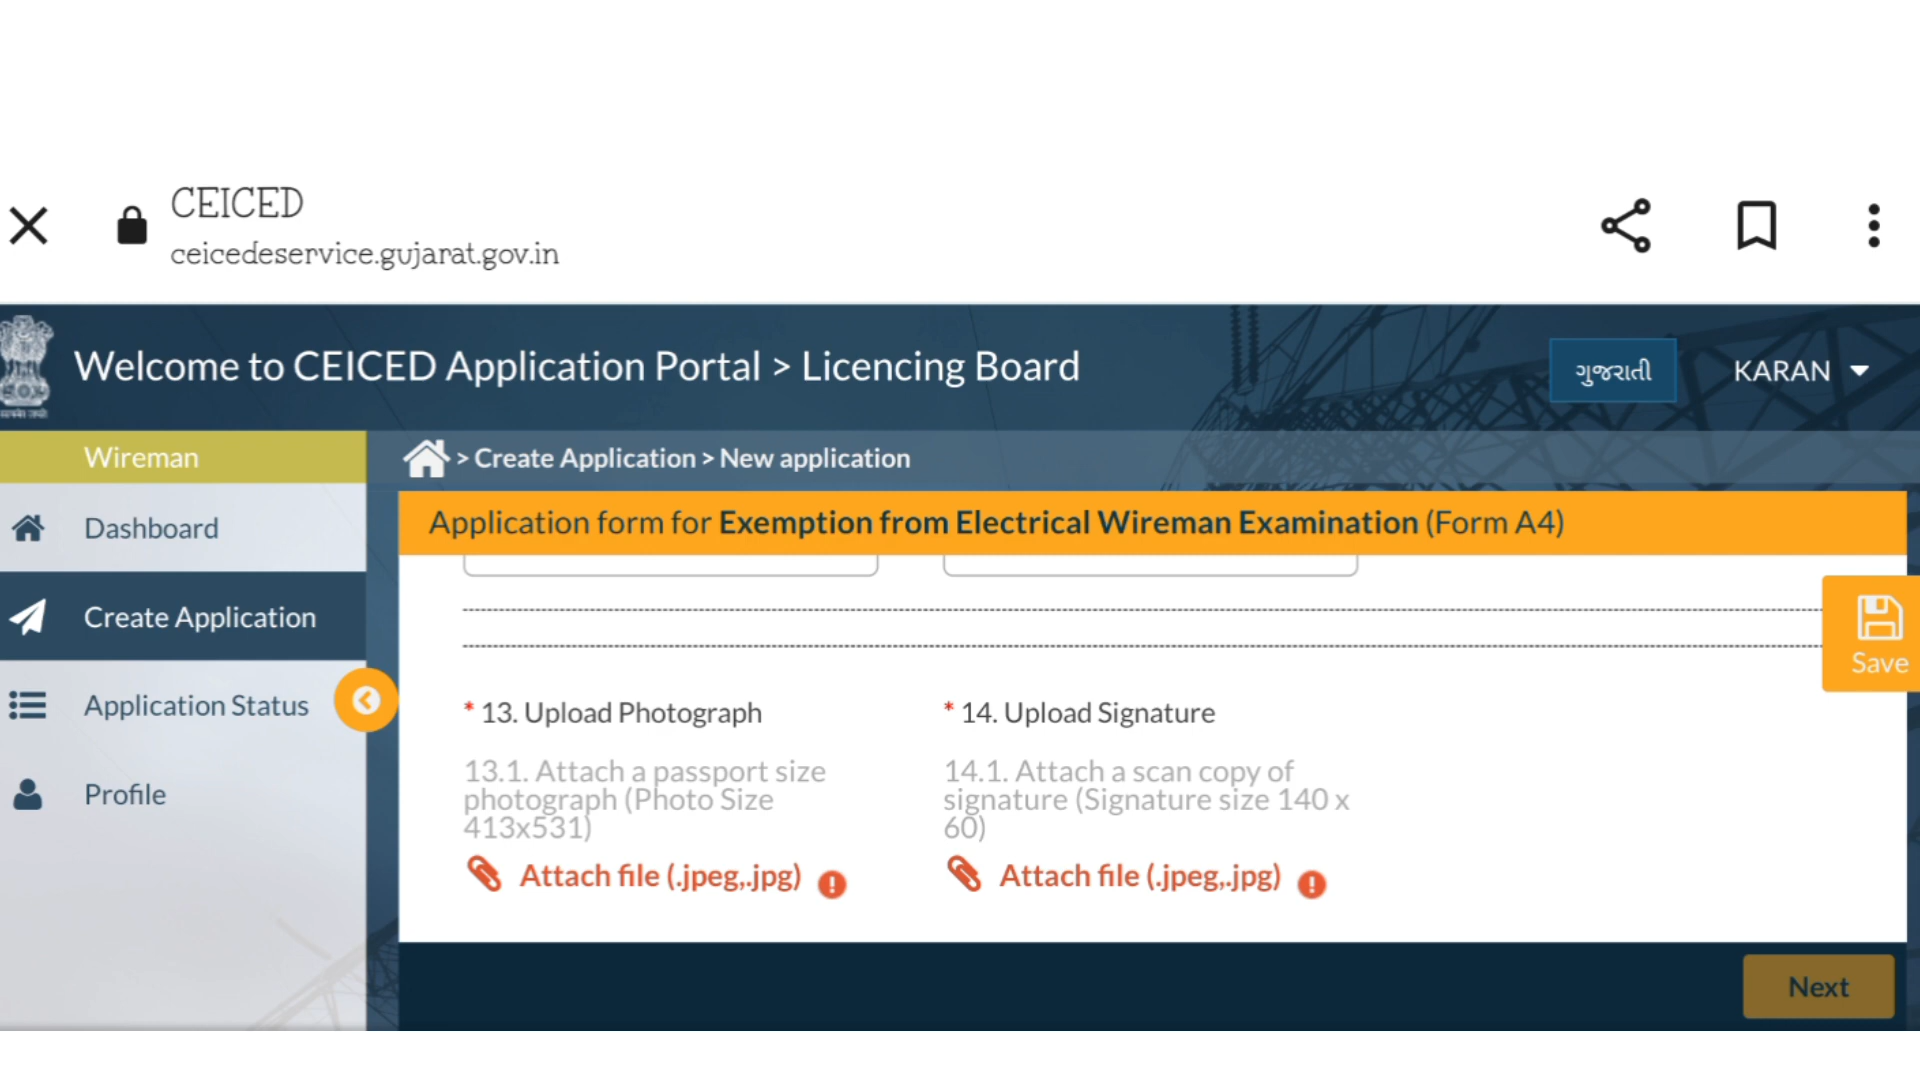 CEICED
ceicedeservice.gujarat.gov.in
Welcome to CEICED Application Portal > Licencing Board
ગુજરાતી
KARAN
Wireman
> Create Application > New application
Dashboard
Application form for Exemption from Electrical Wireman Examination (Form A4)
Create Application
Save
Application Status
* 13. Upload Photograph
* 14. Upload Signature
Profile
13.1. Attach a passport size
photograph (Photo Size
413x531)
14.1. Attach a scan copy of
signature (Signature size 140 x
60)
Attach file (.jpeg,.jpg)
Attach file (.jpeg,.jpg)
Next